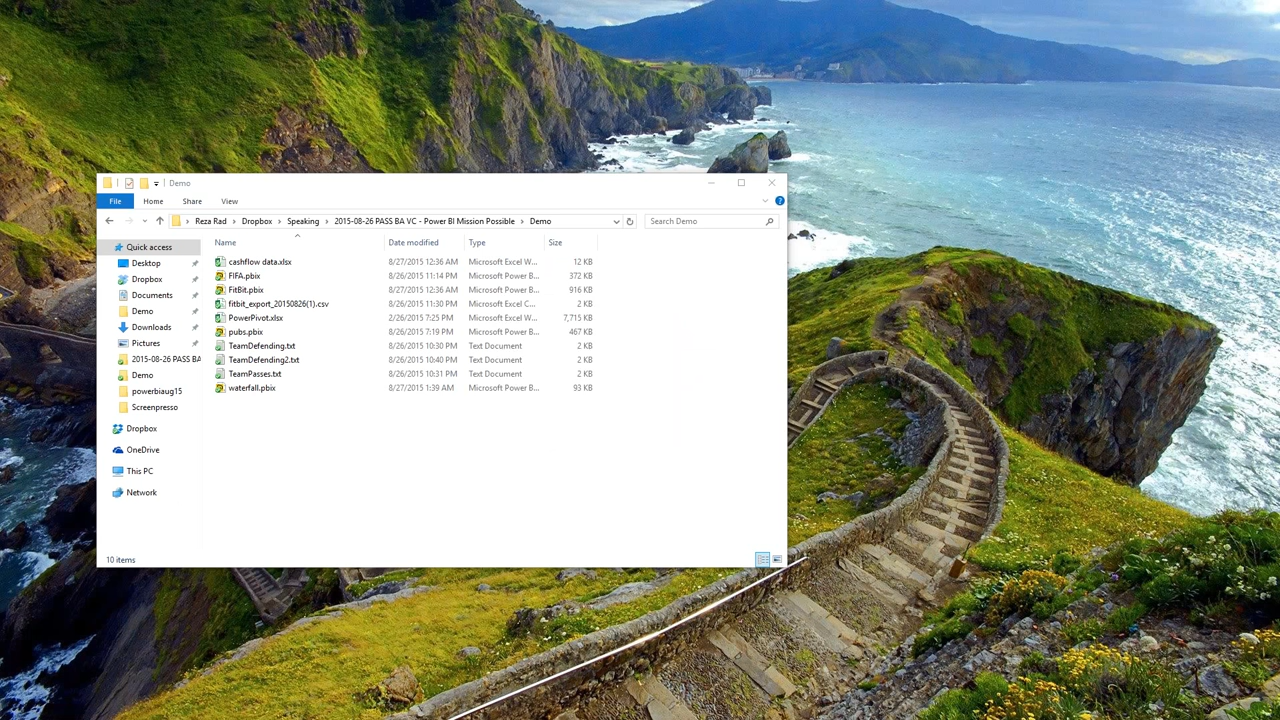 Demo
File Home Share View
Reza Rad Dropbox Speaking 2015-08-26 PASS BA VC - Power BI Mission Possible Demo Search Demo
Quick access
Desktop
Dropbox
Documents
Demo
Downloads
Pictures
2015-08-26 PASS BA
Demo
powerbiaug15
Screenpresso
Dropbox
OneDrive
This PC
Network
Name Date modified Type Size
cashflow data.xlsx 8/27/2015 12:36 AM Microsoft Excel W... 12 KB
FIFA.pbix 8/26/2015 11:14 PM Microsoft Power B... 372 KB
FitBit.pbix 8/27/2015 12:36 AM Microsoft Power B... 916 KB
fitbit_export_20150826(1).csv 8/26/2015 11:30 PM Microsoft Excel C... 2 KB
PowerPivot.xlsx 2/26/2015 7:25 PM Microsoft Excel W... 7,715 KB
pubs.pbix 8/26/2015 7:19 PM Microsoft Power B... 467 KB
TeamDefending.txt 8/26/2015 10:30 PM Text Document 2 KB
TeamDefending2.txt 8/26/2015 10:40 PM Text Document 2 KB
TeamPasses.txt 8/26/2015 10:31 PM Text Document 2 KB
waterfall.pbix 8/27/2015 1:39 AM Microsoft Power B... 93 KB
10 items